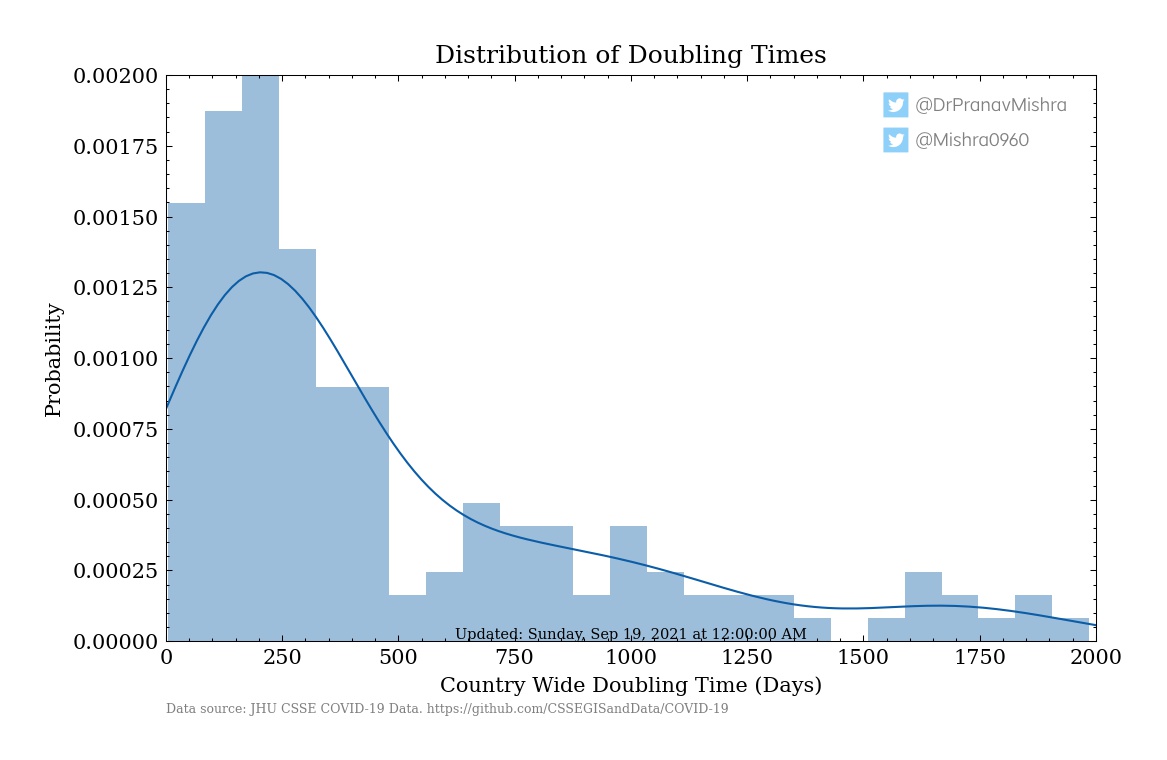 Distribution of Doubling Times
@DrPranavMishra
@Mishra0960
0.00200
0.00175
0.00150
0.00125
0.00100
0.00075
0.00050
0.00025
0.00000
Probability
Updated: Sunday, Sep 19, 2021 at 12:00:00 AM
0 250 500 750 1000 1250 1500 1750 2000
Country Wide Doubling Time (Days)
Data source: JHU CSSE COVID-19 Data. https://github.com/CSSEGISandData/COVID-19